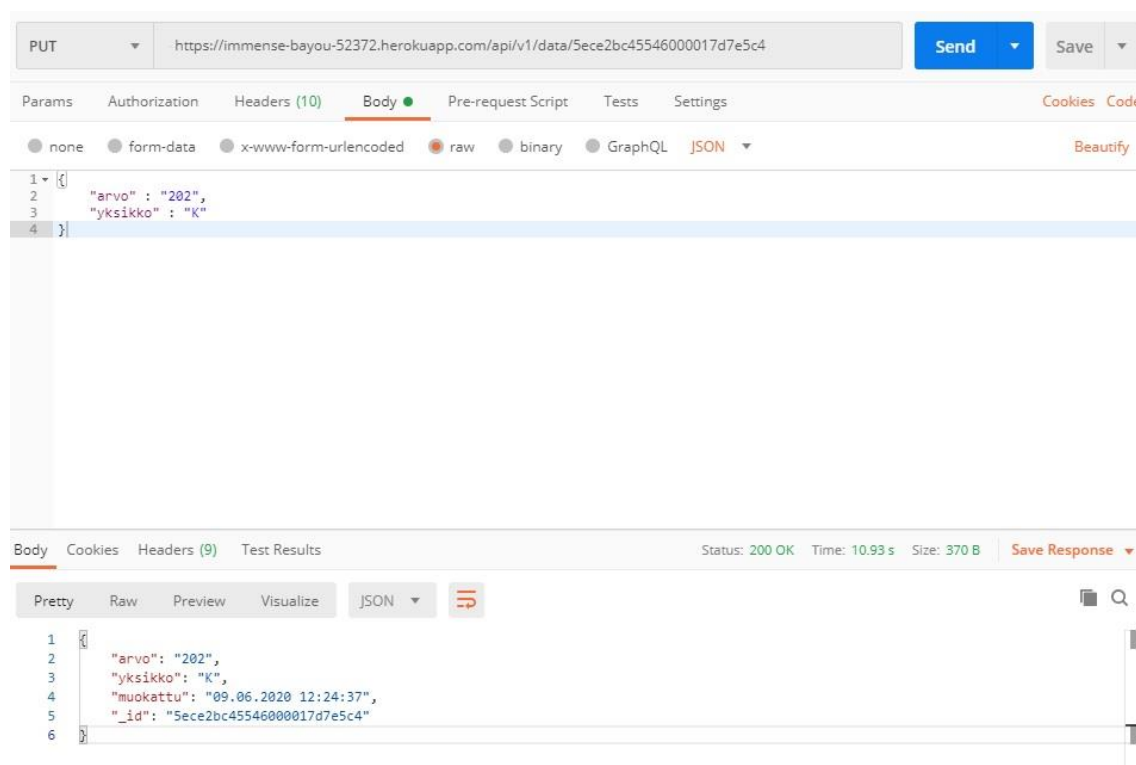 PUT https://immense-bayou-52372.herokuapp.com/api/v1/data/5ece2bc45546000017d7e5c4 Send Save
Params Authorization Headers (10) Body Pre-request Script Tests Settings Cookies Code
none form-data x-www-form-urlencoded raw binary GraphQL JSON Beautify
1 {
2 "arvo" : "202",
3 "yksikko" : "K"
4 }
Body Cookies Headers (9) Test Results Status: 200 OK Time: 10.93 s Size: 370 B Save Response
Pretty Raw Preview Visualize JSON
1 {
2 "arvo": "202",
3 "yksikko": "K",
4 "muokattu": "09.06.2020 12:24:37",
5 "_id": "5ece2bc45546000017d7e5c4"
6 }